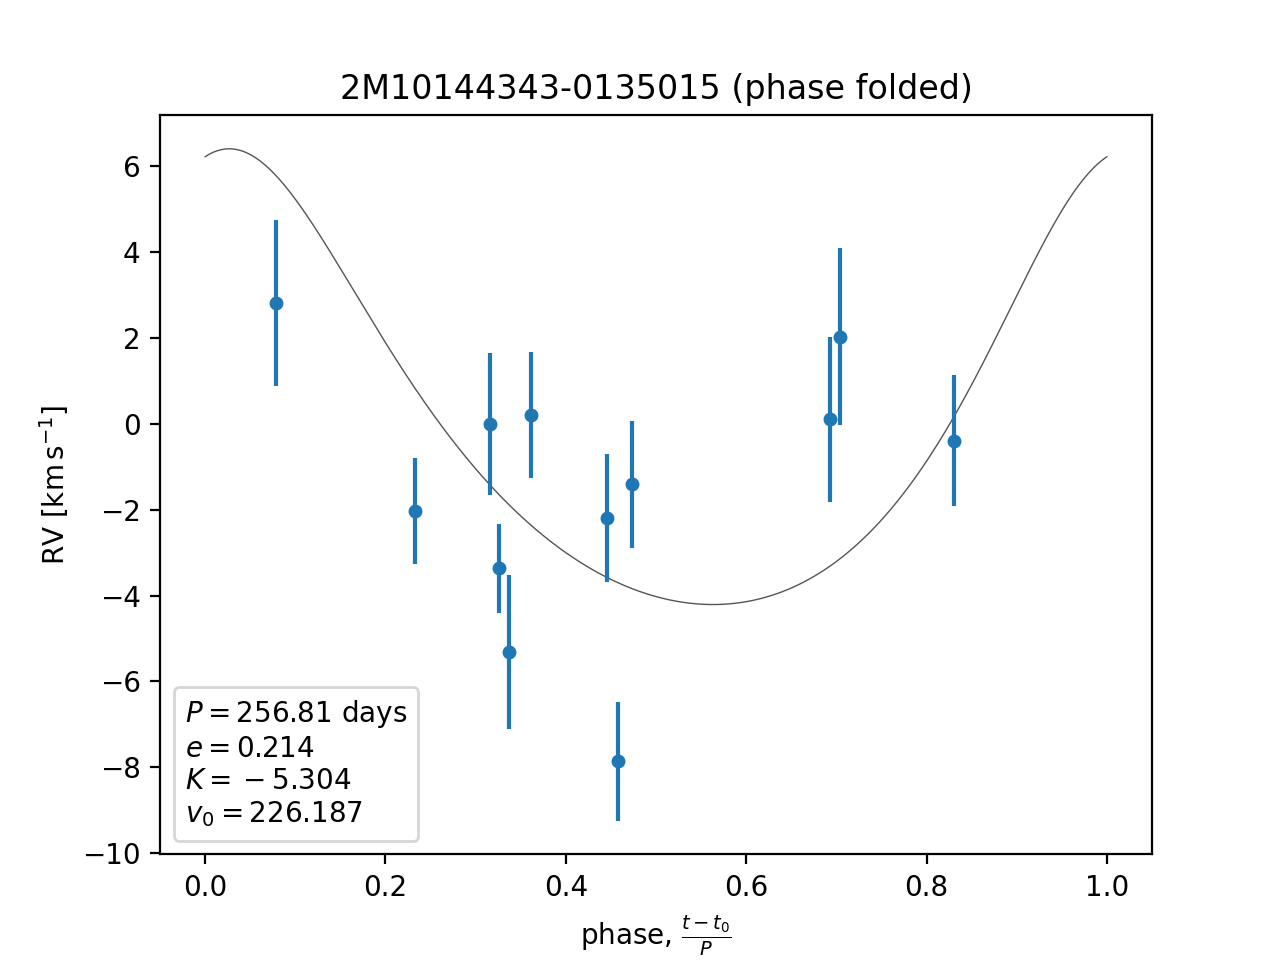 2M10144343-0135015 (phase folded)
RV [km s⁻¹]
6
4
2
0
−2
−4
−6
−8
−10
P = 256.81 days
e = 0.214
K = −5.304
v₀ = 226.187
0.0 0.2 0.4 0.6 0.8 1.0
phase, (t − t₀)/P